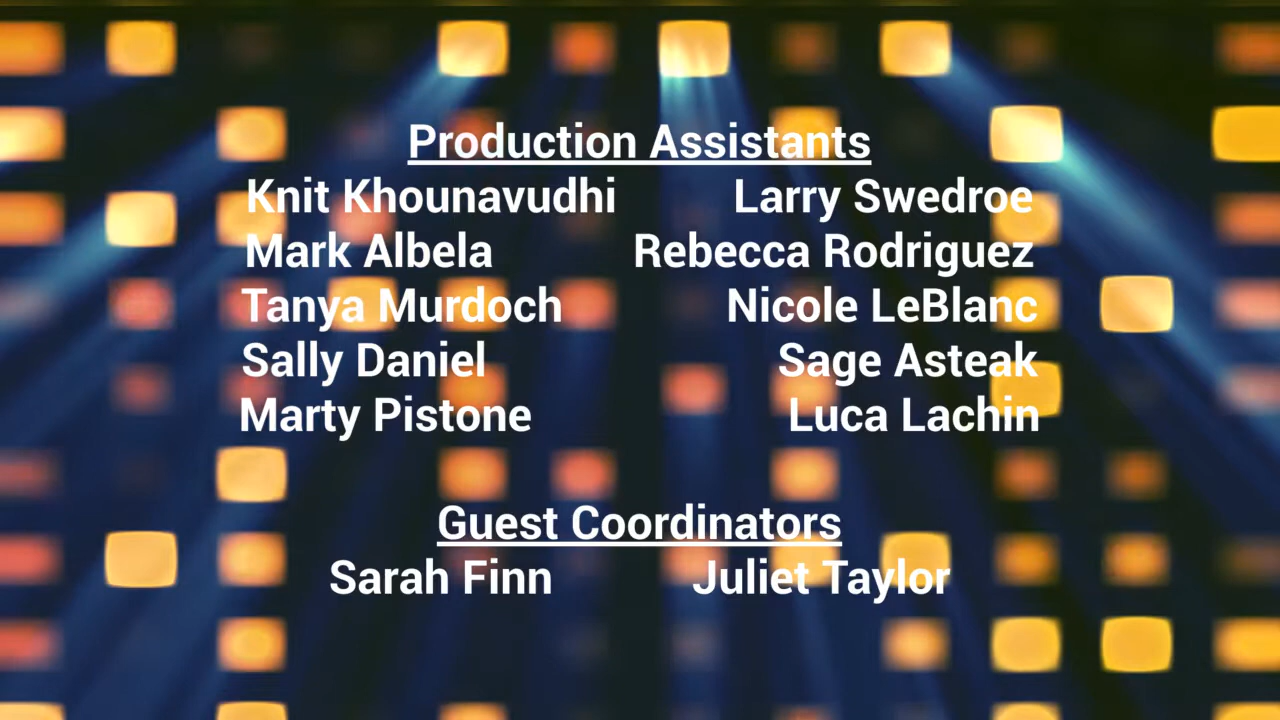 Production Assistants
Knit Khounavudhi Larry Swedroe
Mark Albela Rebecca Rodriguez
Tanya Murdoch Nicole LeBlanc
Sally Daniel Sage Asteak
Marty Pistone Luca Lachin
Guest Coordinators
Sarah Finn Juliet Taylor